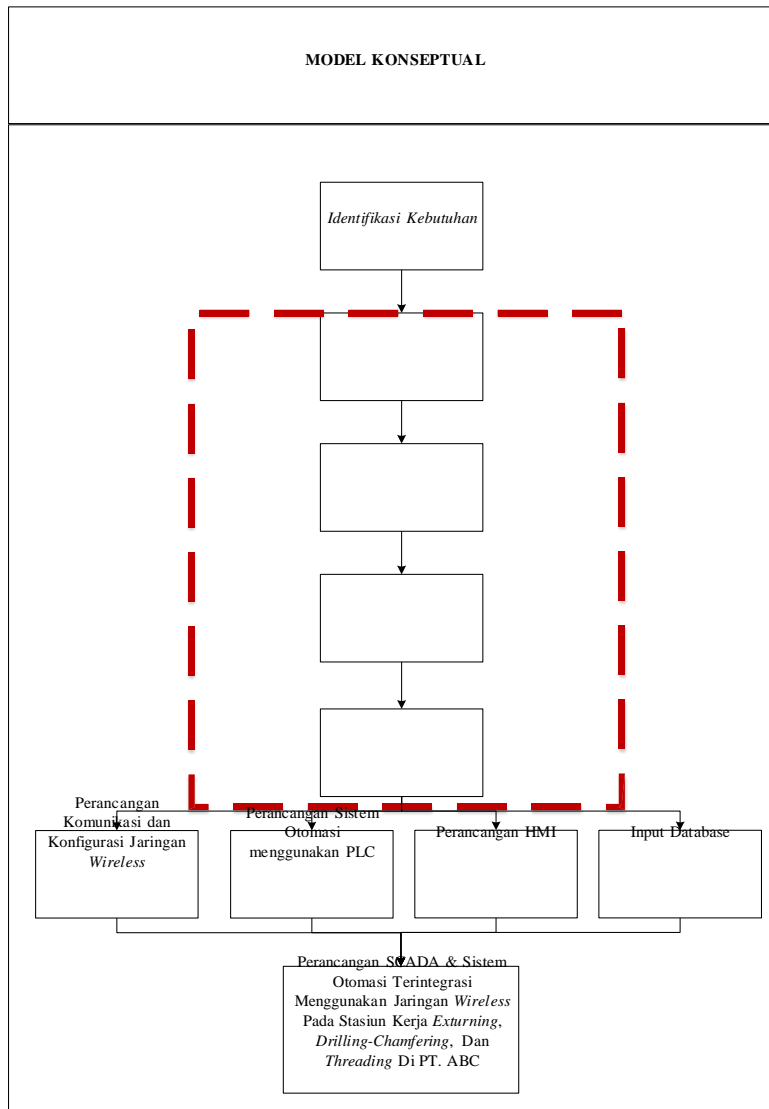 MODEL KONSEPTUAL
Identifikasi Kebutuhan
Perancangan
Komunikasi dan
Konfigurasi Jaringan
Wireless
Perancangan Sistem
Otomasi
menggunakan PLC
Perancangan HMI
Input Database
Perancangan SCADA & Sistem
Otomasi Terintegrasi
Menggunakan Jaringan Wireless
Pada Stasiun Kerja Exturning,
Drilling-Chamfering, Dan
Threading Di PT. ABC